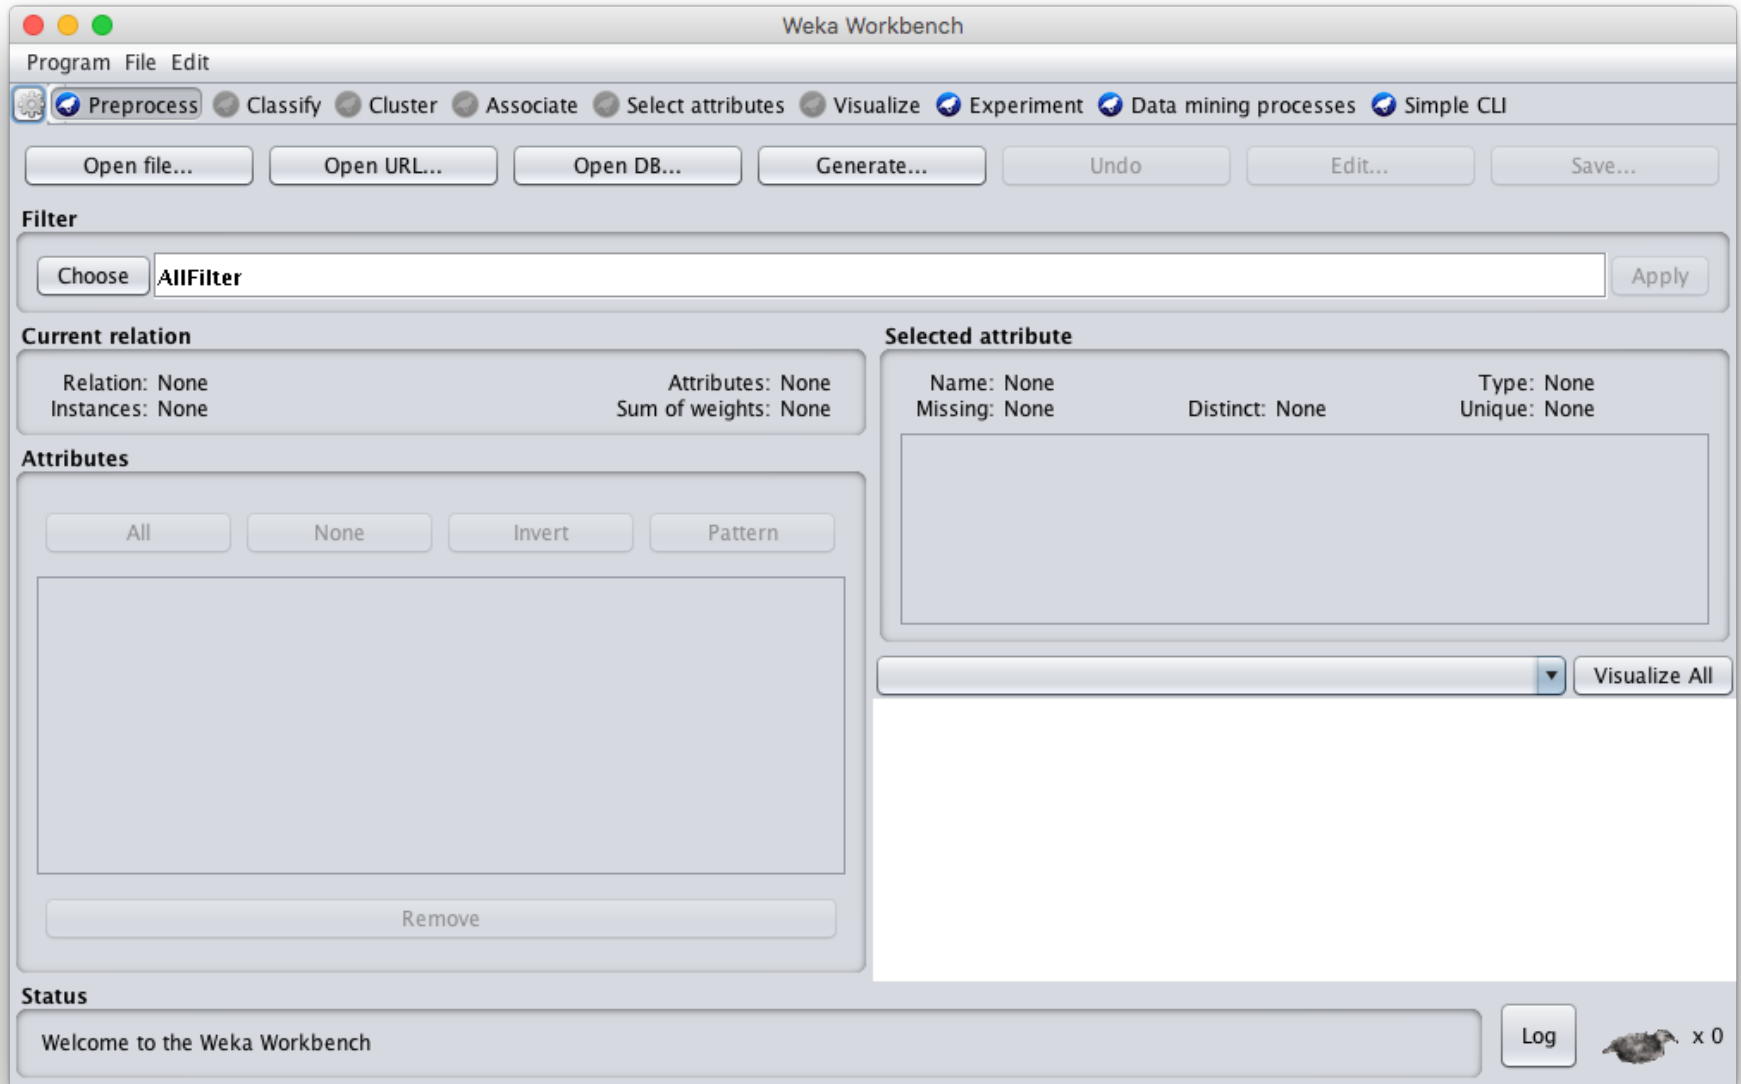 Weka Workbench
Program File Edit
Preprocess Classify Cluster Associate Select attributes Visualize Experiment Data mining processes Simple CLI
Open file... Open URL... Open DB... Generate... Undo Edit... Save...
Filter
Choose AllFilter Apply
Current relation
Relation: None Attributes: None
Instances: None Sum of weights: None
Selected attribute
Name: None Type: None
Missing: None Distinct: None Unique: None
Attributes
All None Invert Pattern
Remove
Visualize All
Status
Welcome to the Weka Workbench
Log x 0